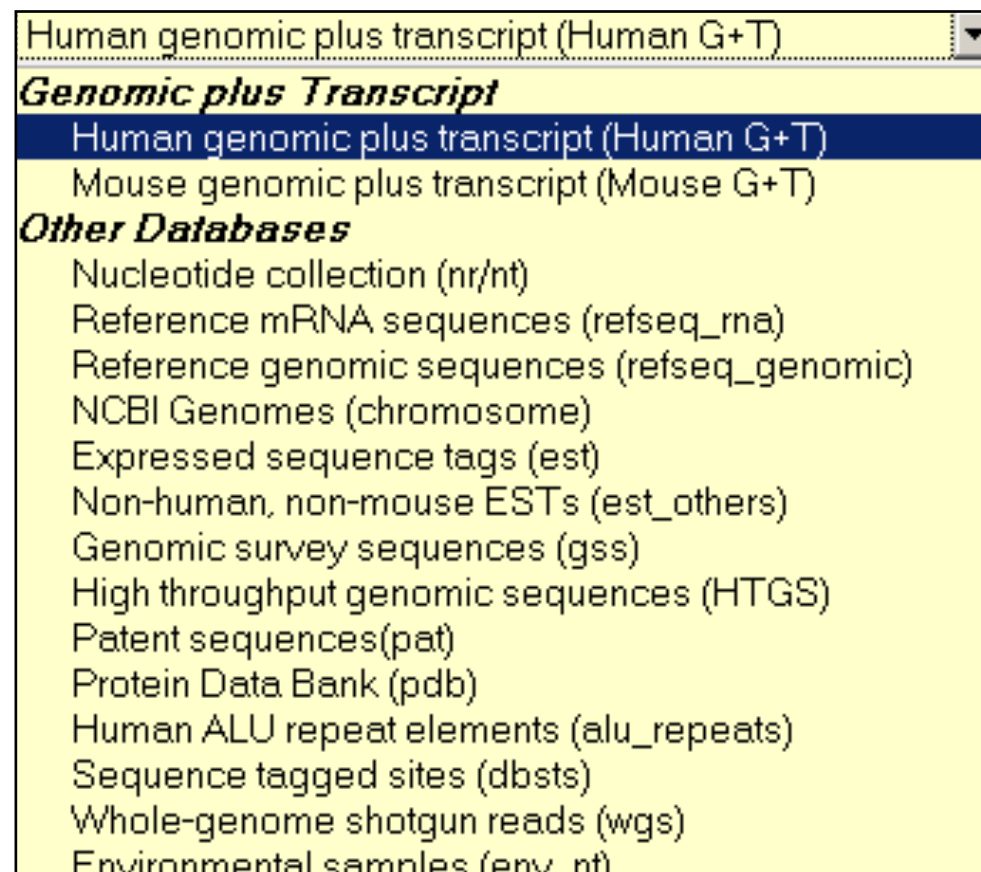 Human genomic plus transcript (Human G+T)
Genomic plus Transcript
Human genomic plus transcript (Human G+T)
Mouse genomic plus transcript (Mouse G+T)
Other Databases
Nucleotide collection (nr/nt)
Reference mRNA sequences (refseq_rna)
Reference genomic sequences (refseq_genomic)
NCBI Genomes (chromosome)
Expressed sequence tags (est)
Non-human, non-mouse ESTs (est_others)
Genomic survey sequences (gss)
High throughput genomic sequences (HTGS)
Patent sequences(pat)
Protein Data Bank (pdb)
Human ALU repeat elements (alu_repeats)
Sequence tagged sites (dbsts)
Whole-genome shotgun reads (wgs)
Environmental samples (env_nt)